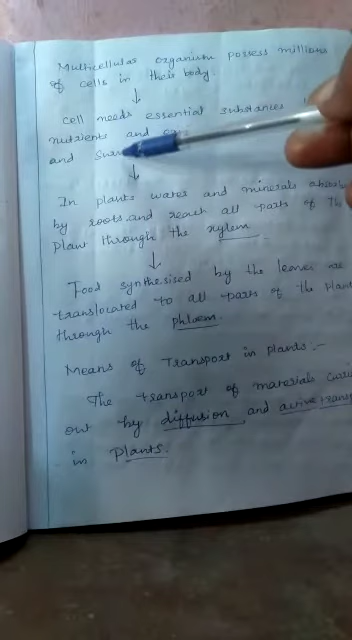 Multicellular organism possess millions
of cells in their body.
↓
Cell needs essential substances
nutrients and
and
↓
In plants water and minerals
by roots and reach all parts of the
plant through the xylem.
↓
Food synthesised by the leaves are
translocated to all parts of the plant
through the phloem.
Means of Transport in plants:-
The transport of materials
out by diffusion and active
in plants.